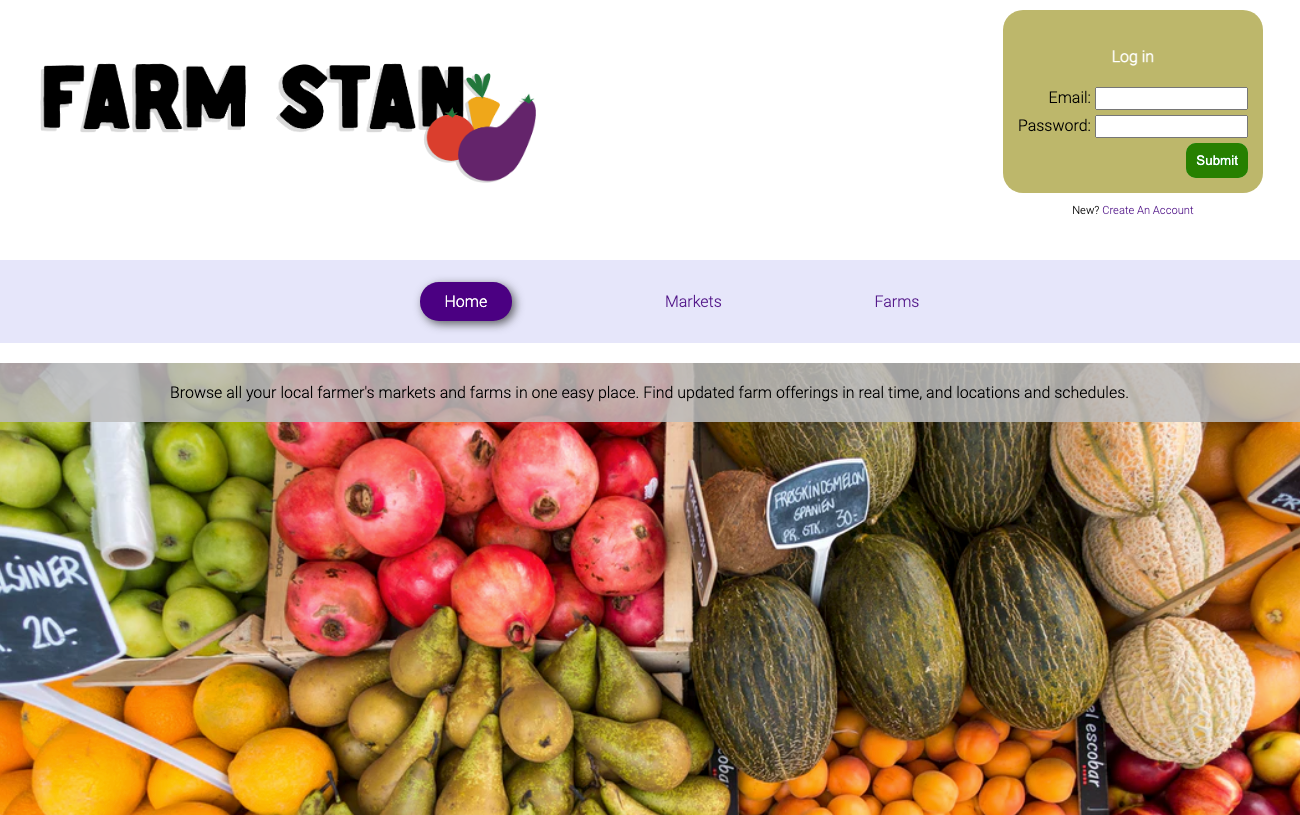 FARM STAN
Log in
Email:
Password:
Submit
New? Create An Account
Home
Markets
Farms
Browse all your local farmer's markets and farms in one easy place. Find updated farm offerings in real time, and locations and schedules.
FRØSKINDSMELON
SPANIEN
PR. STK. 30:-
LSINER
20:-
el escobar